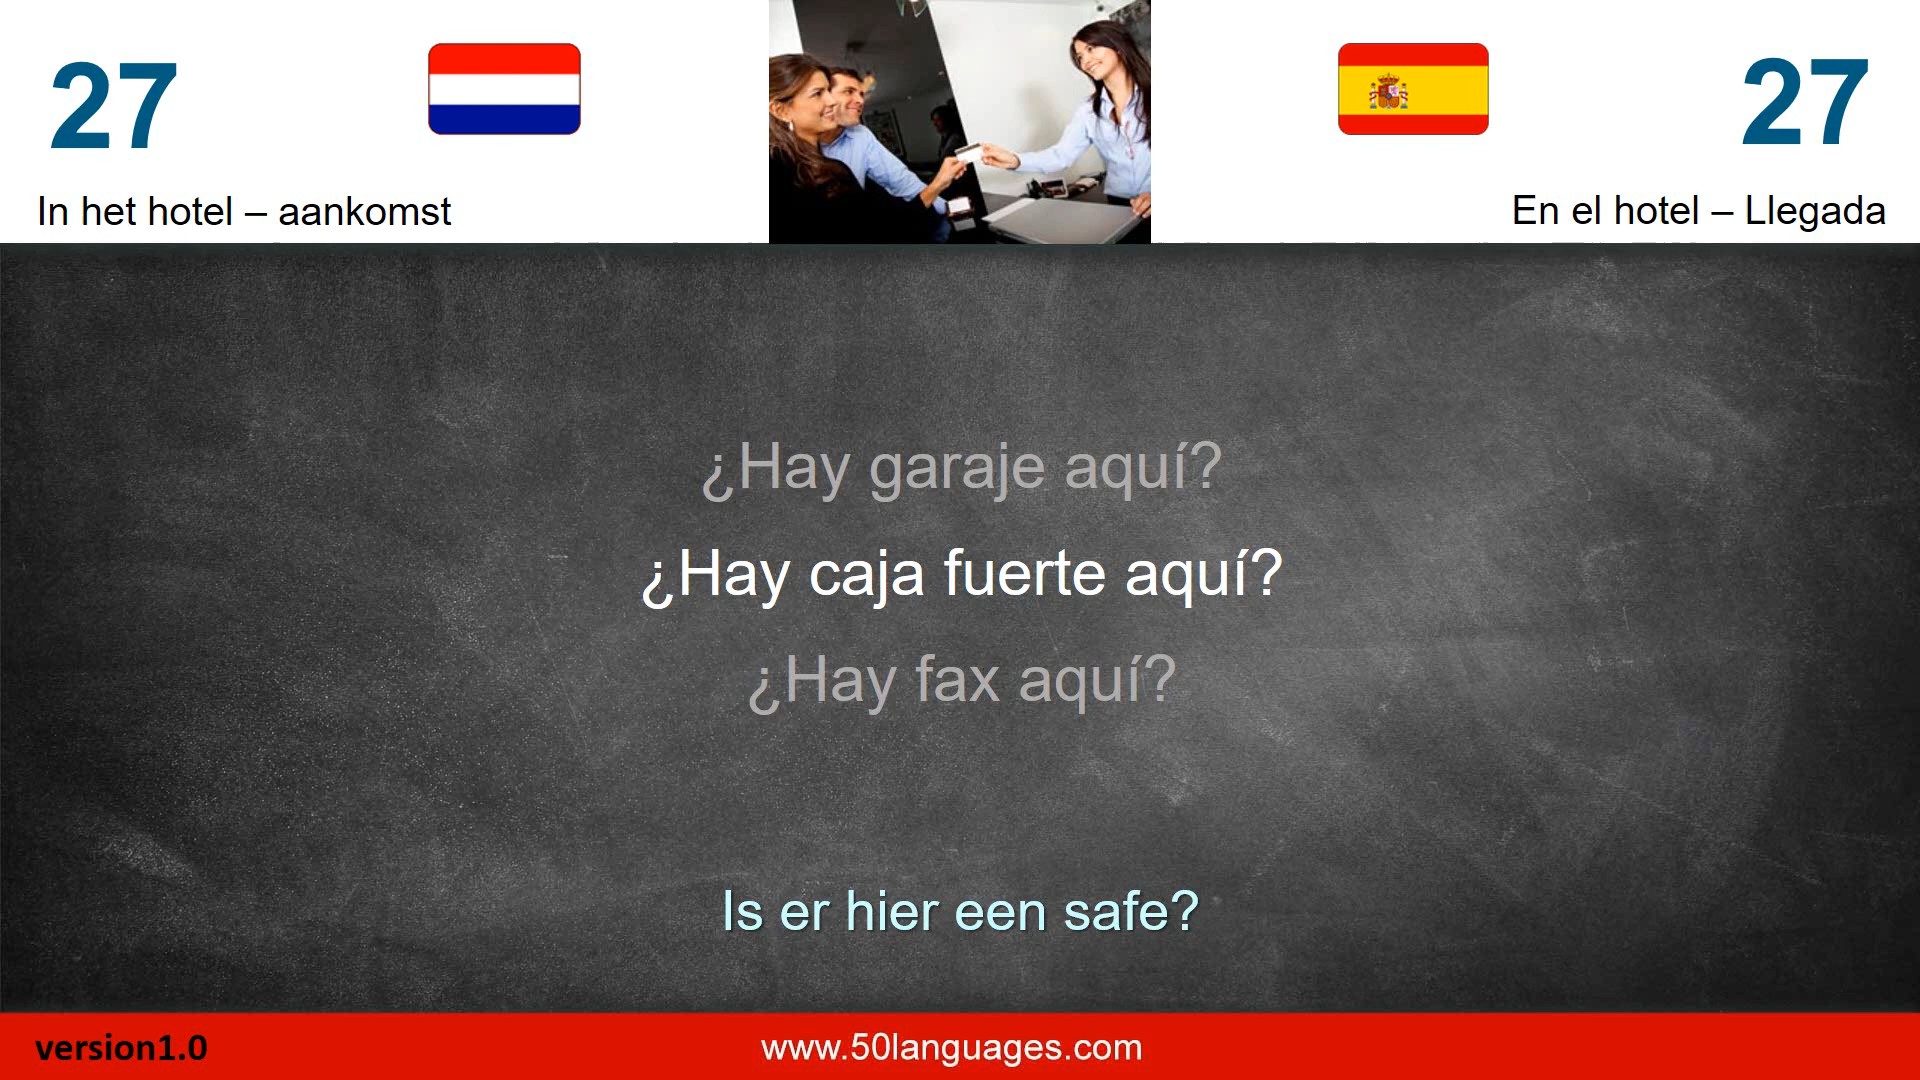 27
27
In het hotel – aankomst
En el hotel – Llegada
¿Hay garaje aquí?
¿Hay caja fuerte aquí?
¿Hay fax aquí?
Is er hier een safe?
version1.0
www.50languages.com